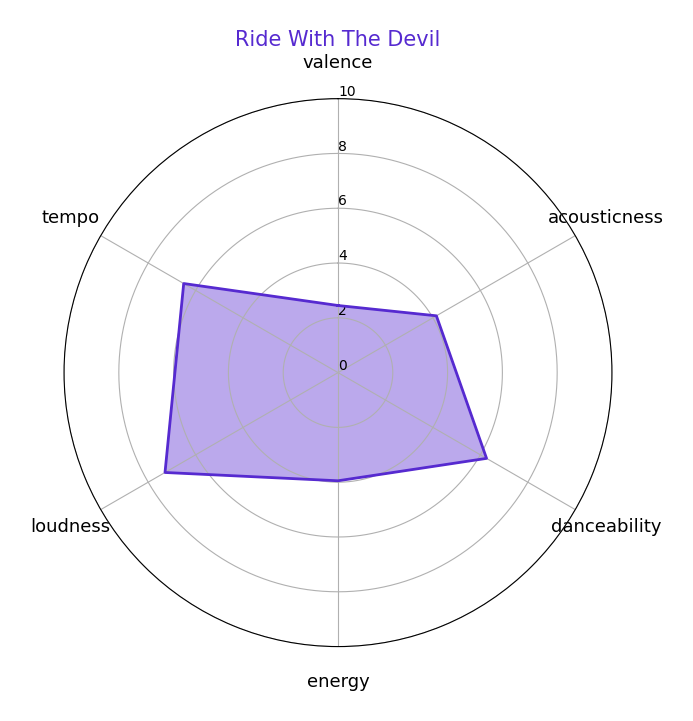 Ride With The Devil
valence
10
8
6
4
2
0
tempo
acousticness
loudness
danceability
energy